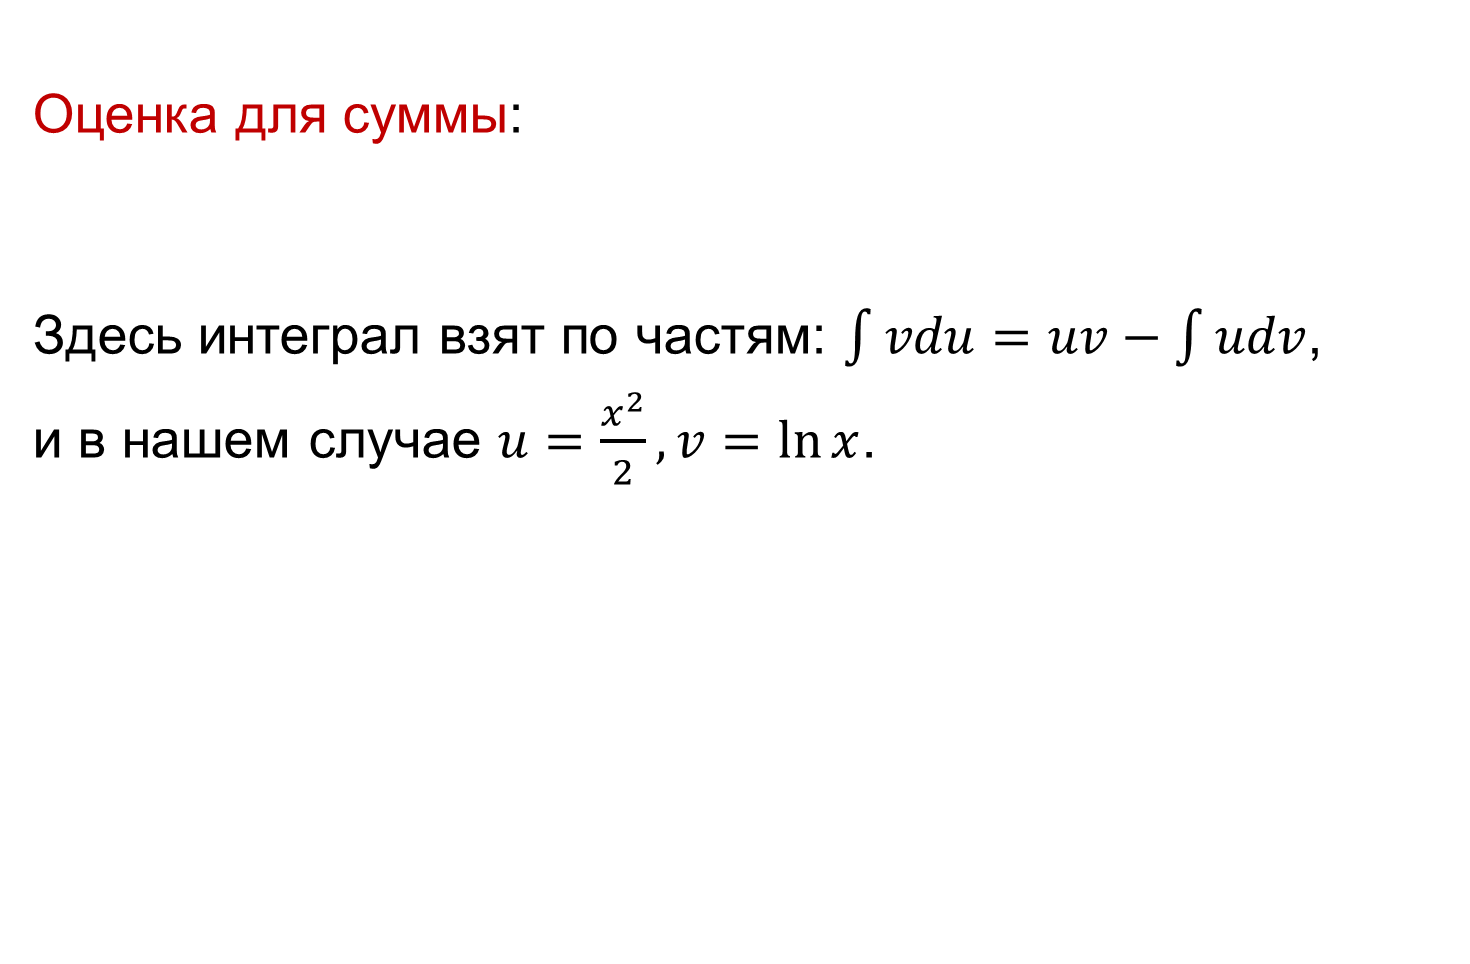 Оценка для суммы:
Здесь интеграл взят по частям: ∫ vdu = uv − ∫ udv,
и в нашем случае u = x²/2, v = ln x.